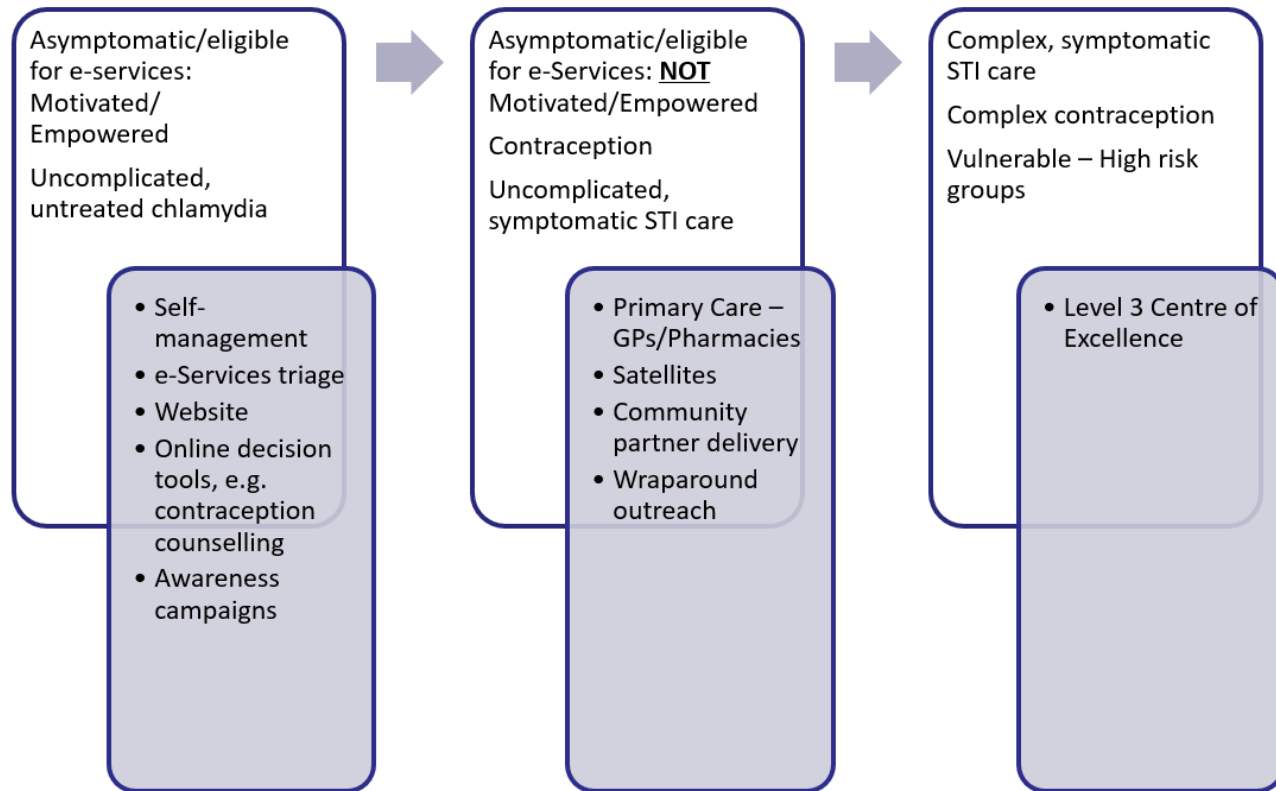 Asymptomatic/eligible
for e-services:
Motivated/
Empowered
Uncomplicated,
untreated chlamydia
• Self-
management
• e-Services triage
• Website
• Online decision
tools, e.g.
contraception
counselling
• Awareness
campaigns
Asymptomatic/eligible
for e-Services: NOT
Motivated/Empowered
Contraception
Uncomplicated,
symptomatic STI care
• Primary Care –
GPs/Pharmacies
• Satellites
• Community
partner delivery
• Wraparound
outreach
Complex, symptomatic
STI care
Complex contraception
Vulnerable – High risk
groups
• Level 3 Centre of
Excellence